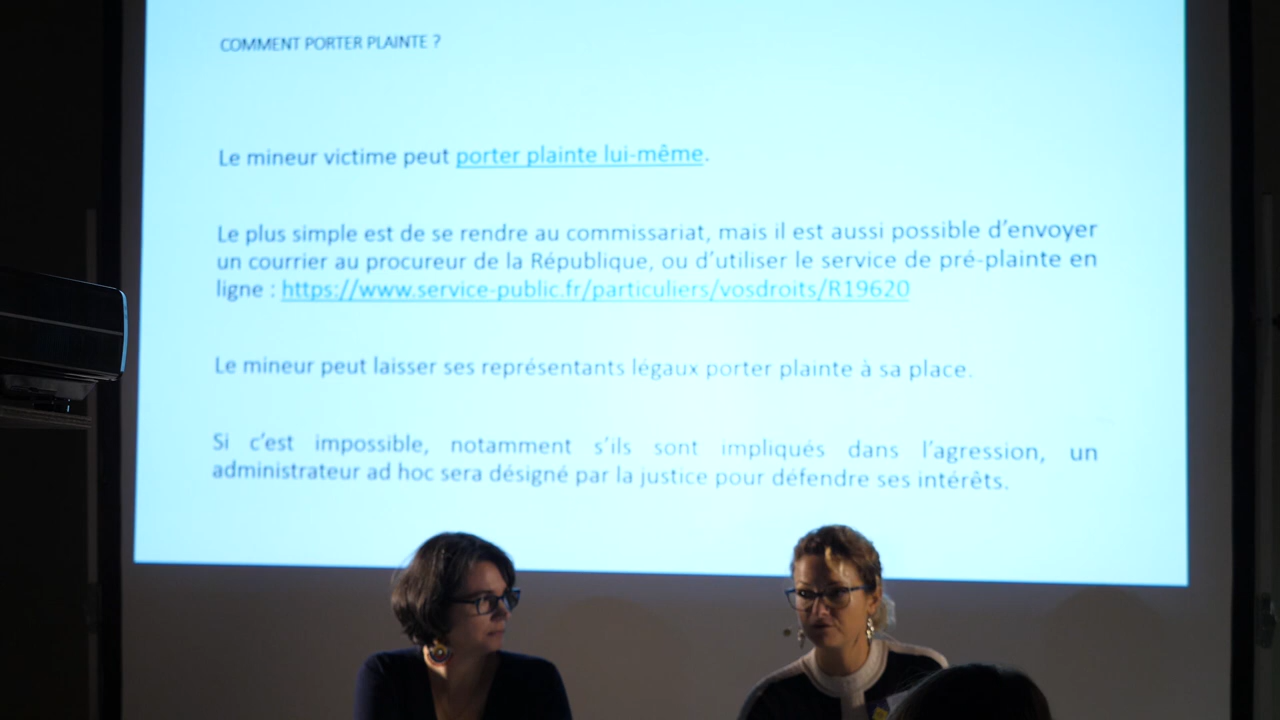 COMMENT PORTER PLAINTE ?
Le mineur victime peut porter plainte lui-même.
Le plus simple est de se rendre au commissariat, mais il est aussi possible d’envoyer
un courrier au procureur de la République, ou d’utiliser le service de pré-plainte en
ligne : https://www.service-public.fr/particuliers/vosdroits/R19620
Le mineur peut laisser ses représentants légaux porter plainte à sa place.
Si c’est impossible, notamment s’ils sont impliqués dans l’agression, un
administrateur ad hoc sera désigné par la justice pour défendre ses intérêts.